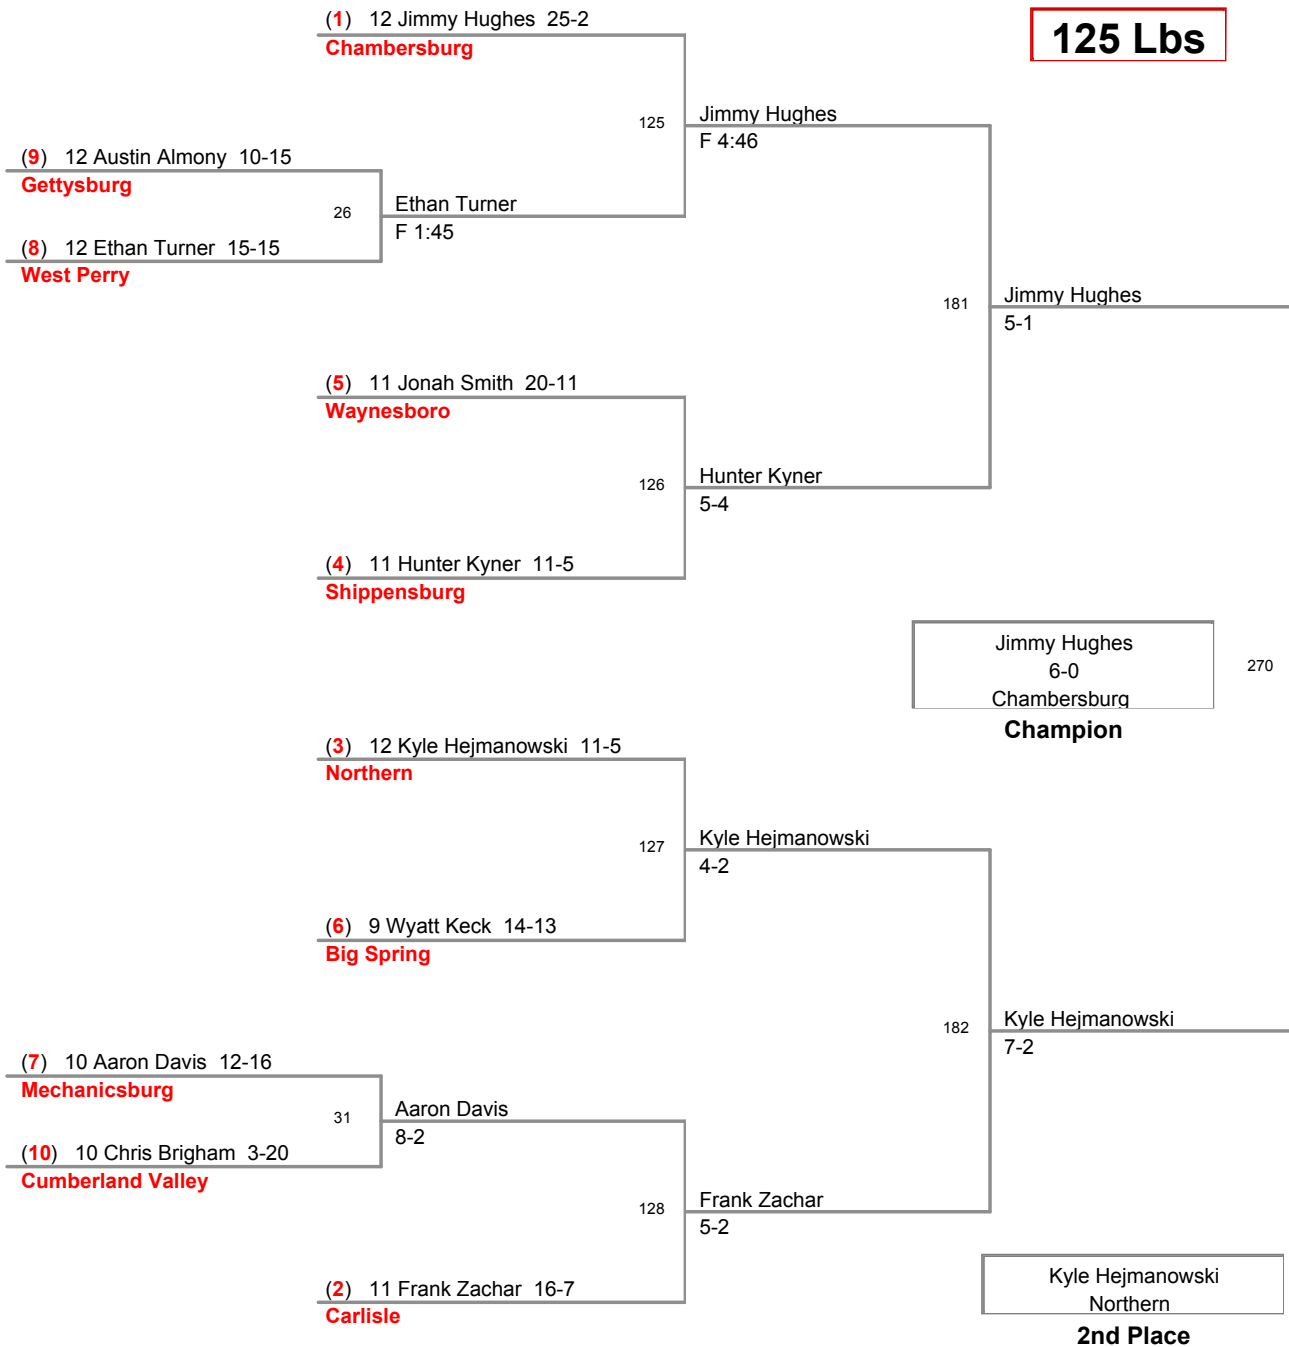 (1) 12 Jimmy Hughes 25-2
Chambersburg
125 Lbs
125
Jimmy Hughes
F 4:46
(9) 12 Austin Almony 10-15
Gettysburg
26
Ethan Turner
F 1:45
(8) 12 Ethan Turner 15-15
West Perry
181
Jimmy Hughes
5-1
(5) 11 Jonah Smith 20-11
Waynesboro
126
Hunter Kyner
5-4
(4) 11 Hunter Kyner 11-5
Shippensburg
Jimmy Hughes
6-0
Chambersburg
270
Champion
(3) 12 Kyle Hejmanowski 11-5
Northern
127
Kyle Hejmanowski
4-2
(6) 9 Wyatt Keck 14-13
Big Spring
182
Kyle Hejmanowski
7-2
(7) 10 Aaron Davis 12-16
Mechanicsburg
31
Aaron Davis
8-2
(10) 10 Chris Brigham 3-20
Cumberland Valley
128
Frank Zachar
5-2
(2) 11 Frank Zachar 16-7
Carlisle
Kyle Hejmanowski
Northern
2nd Place